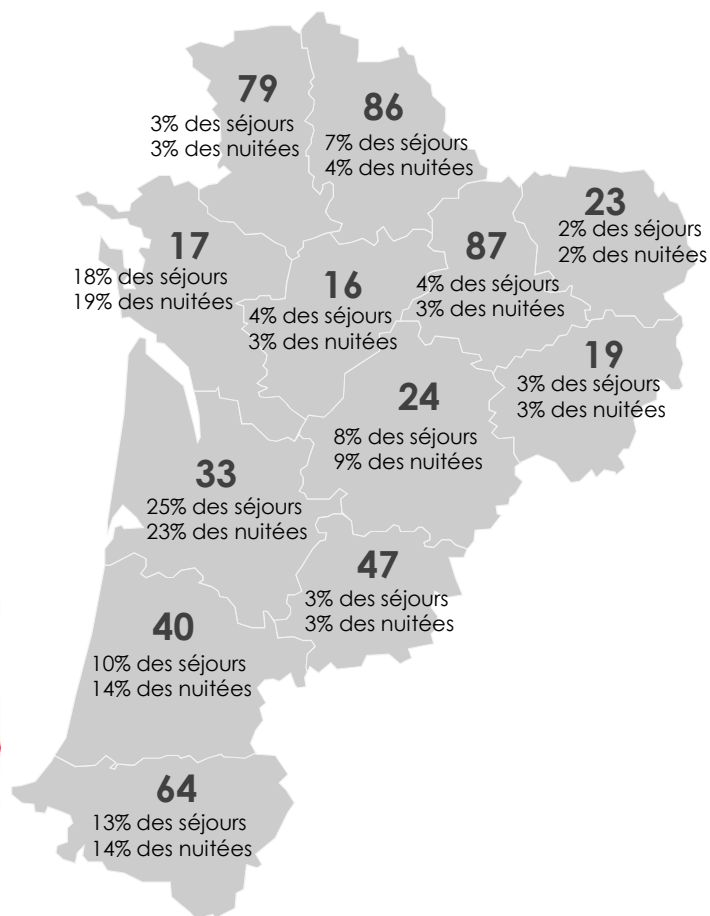 79
3% des séjours
3% des nuitées
86
7% des séjours
4% des nuitées
23
2% des séjours
2% des nuitées
17
18% des séjours
19% des nuitées
87
4% des séjours
3% des nuitées
16
4% des séjours
3% des nuitées
19
3% des séjours
3% des nuitées
24
8% des séjours
9% des nuitées
33
25% des séjours
23% des nuitées
47
3% des séjours
3% des nuitées
40
10% des séjours
14% des nuitées
64
13% des séjours
14% des nuitées